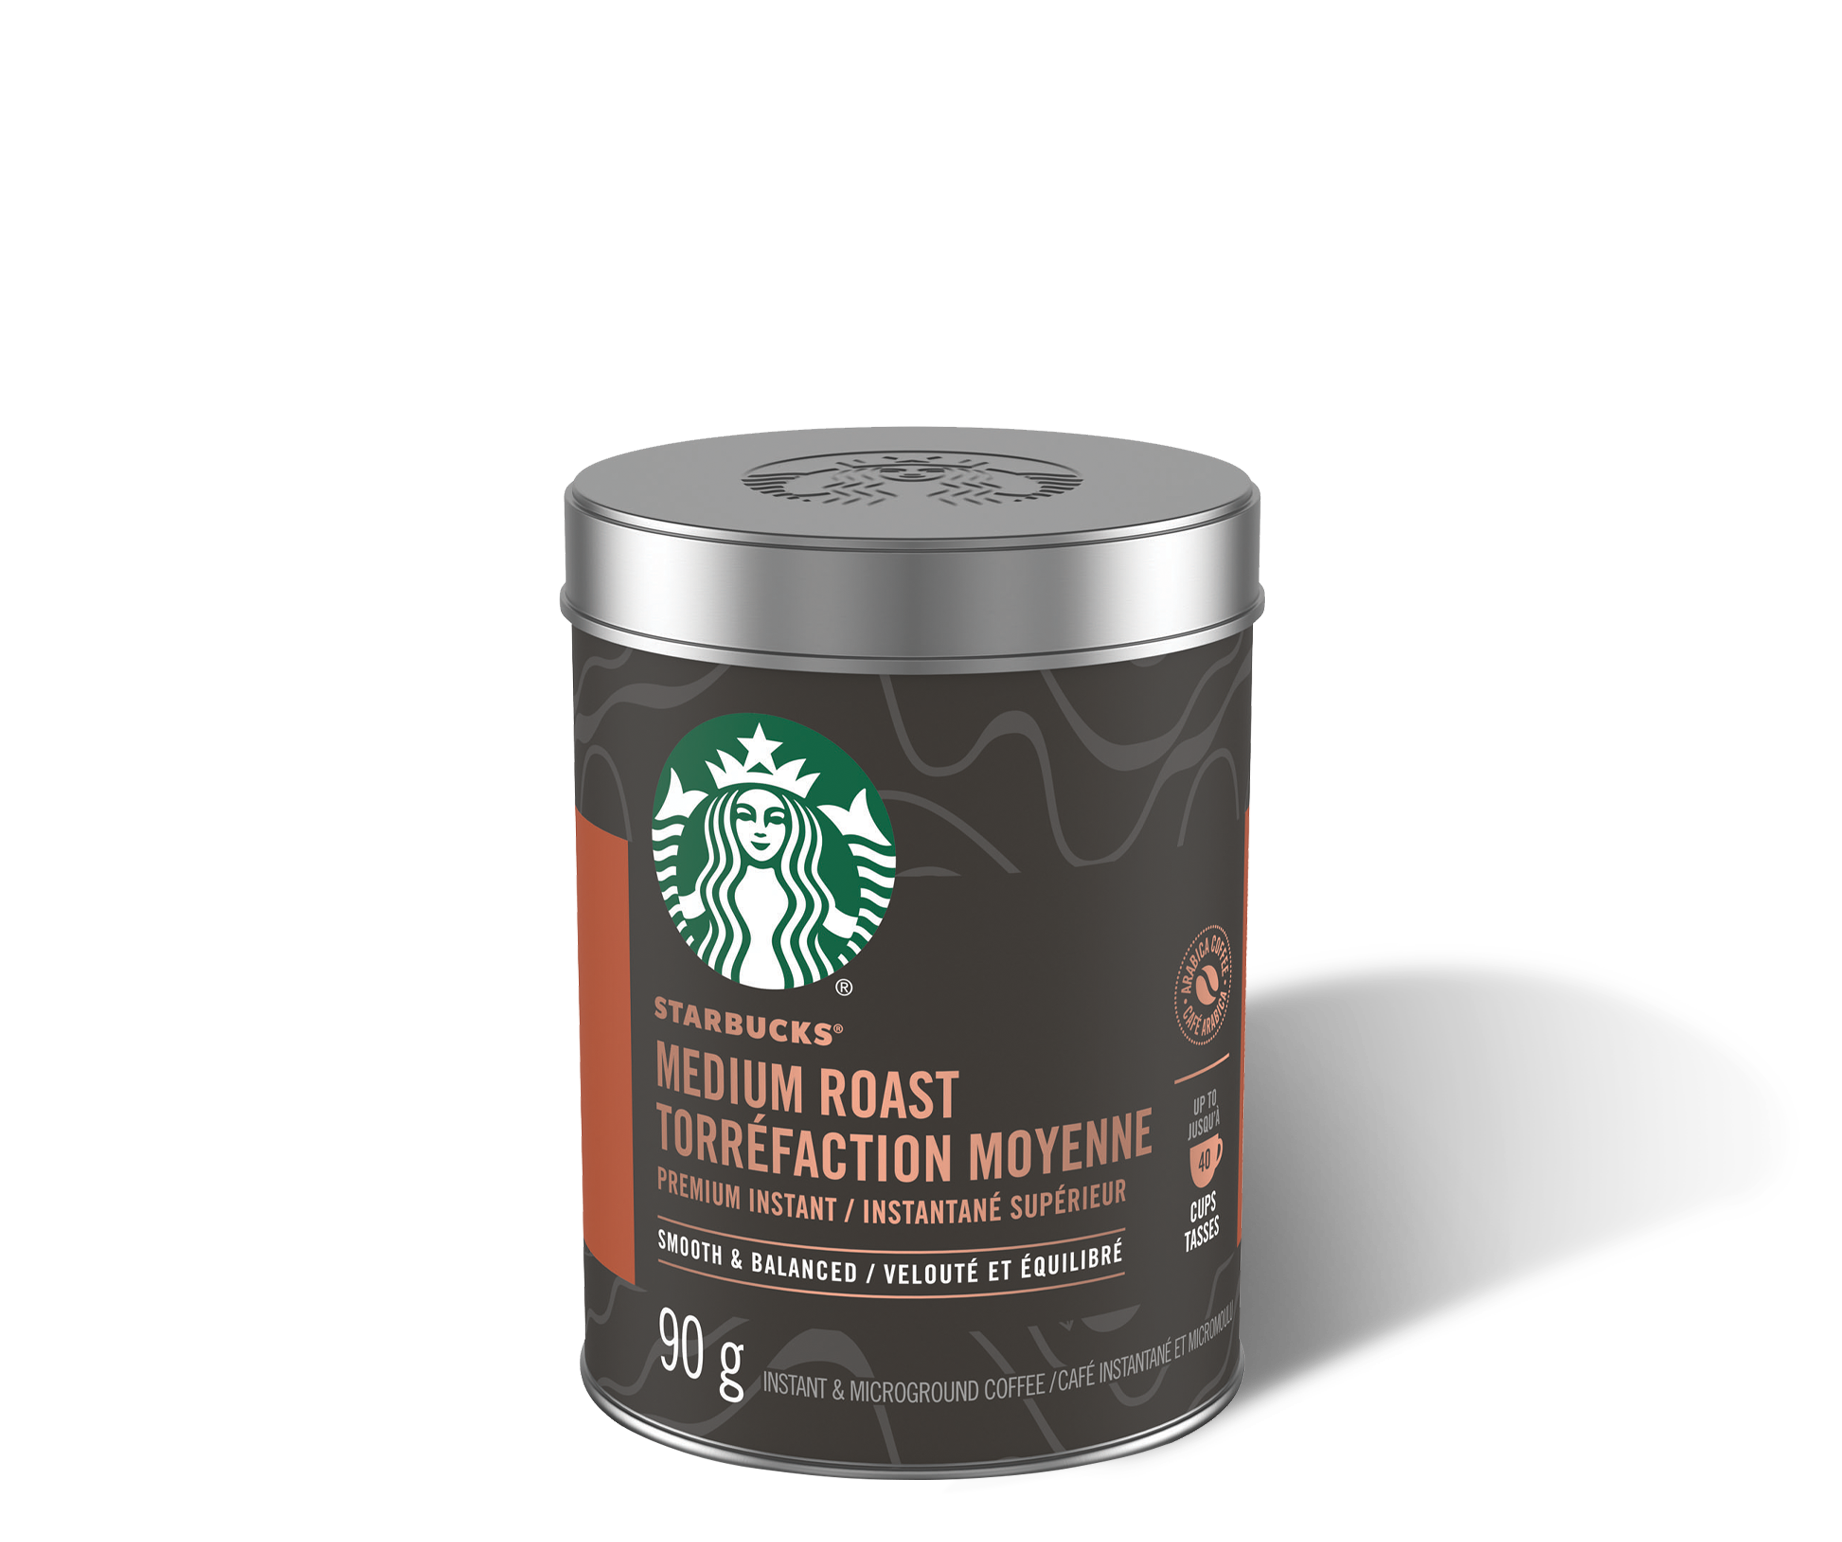 STARBUCKS®
MEDIUM ROAST
TORRÉFACTION MOYENNE
PREMIUM INSTANT / INSTANTANÉ SUPÉRIEUR
SMOOTH & BALANCED / VELOUTÉ ET ÉQUILIBRÉ
90 g
INSTANT & MICROGROUND COFFEE / CAFÉ INSTANTANÉ ET MICROMOULU
®
ARABICA COFFEE
CAFÉ ARABICA
UP TO
JUSQU'À
40
CUPS
TASSES